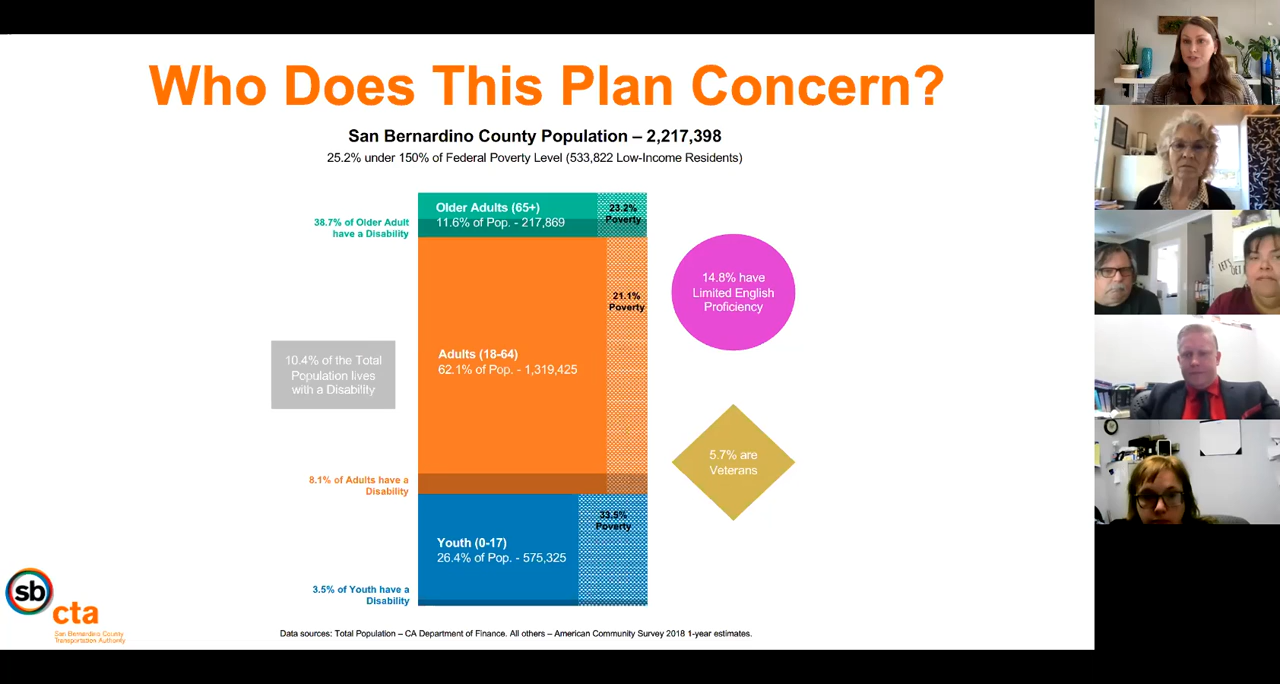 Who Does This Plan Concern?
San Bernardino County Population – 2,217,398
25.2% under 150% of Federal Poverty Level (533,822 Low-Income Residents)
38.7% of Older Adult
have a Disability
Older Adults (65+)
11.6% of Pop. - 217,869
23.2%
Poverty
21.1%
Poverty
14.8% have
Limited English
Proficiency
10.4% of the Total
Population lives
with a Disability
Adults (18-64)
62.1% of Pop. - 1,319,425
5.7% are
Veterans
8.1% of Adults have a
Disability
33.5%
Poverty
Youth (0-17)
26.4% of Pop. - 575,325
3.5% of Youth have a
Disability
sb
cta
San Bernardino County
Transportation Authority
Data sources: Total Population – CA Department of Finance. All others – American Community Survey 2018 1-year estimates.
LET'S